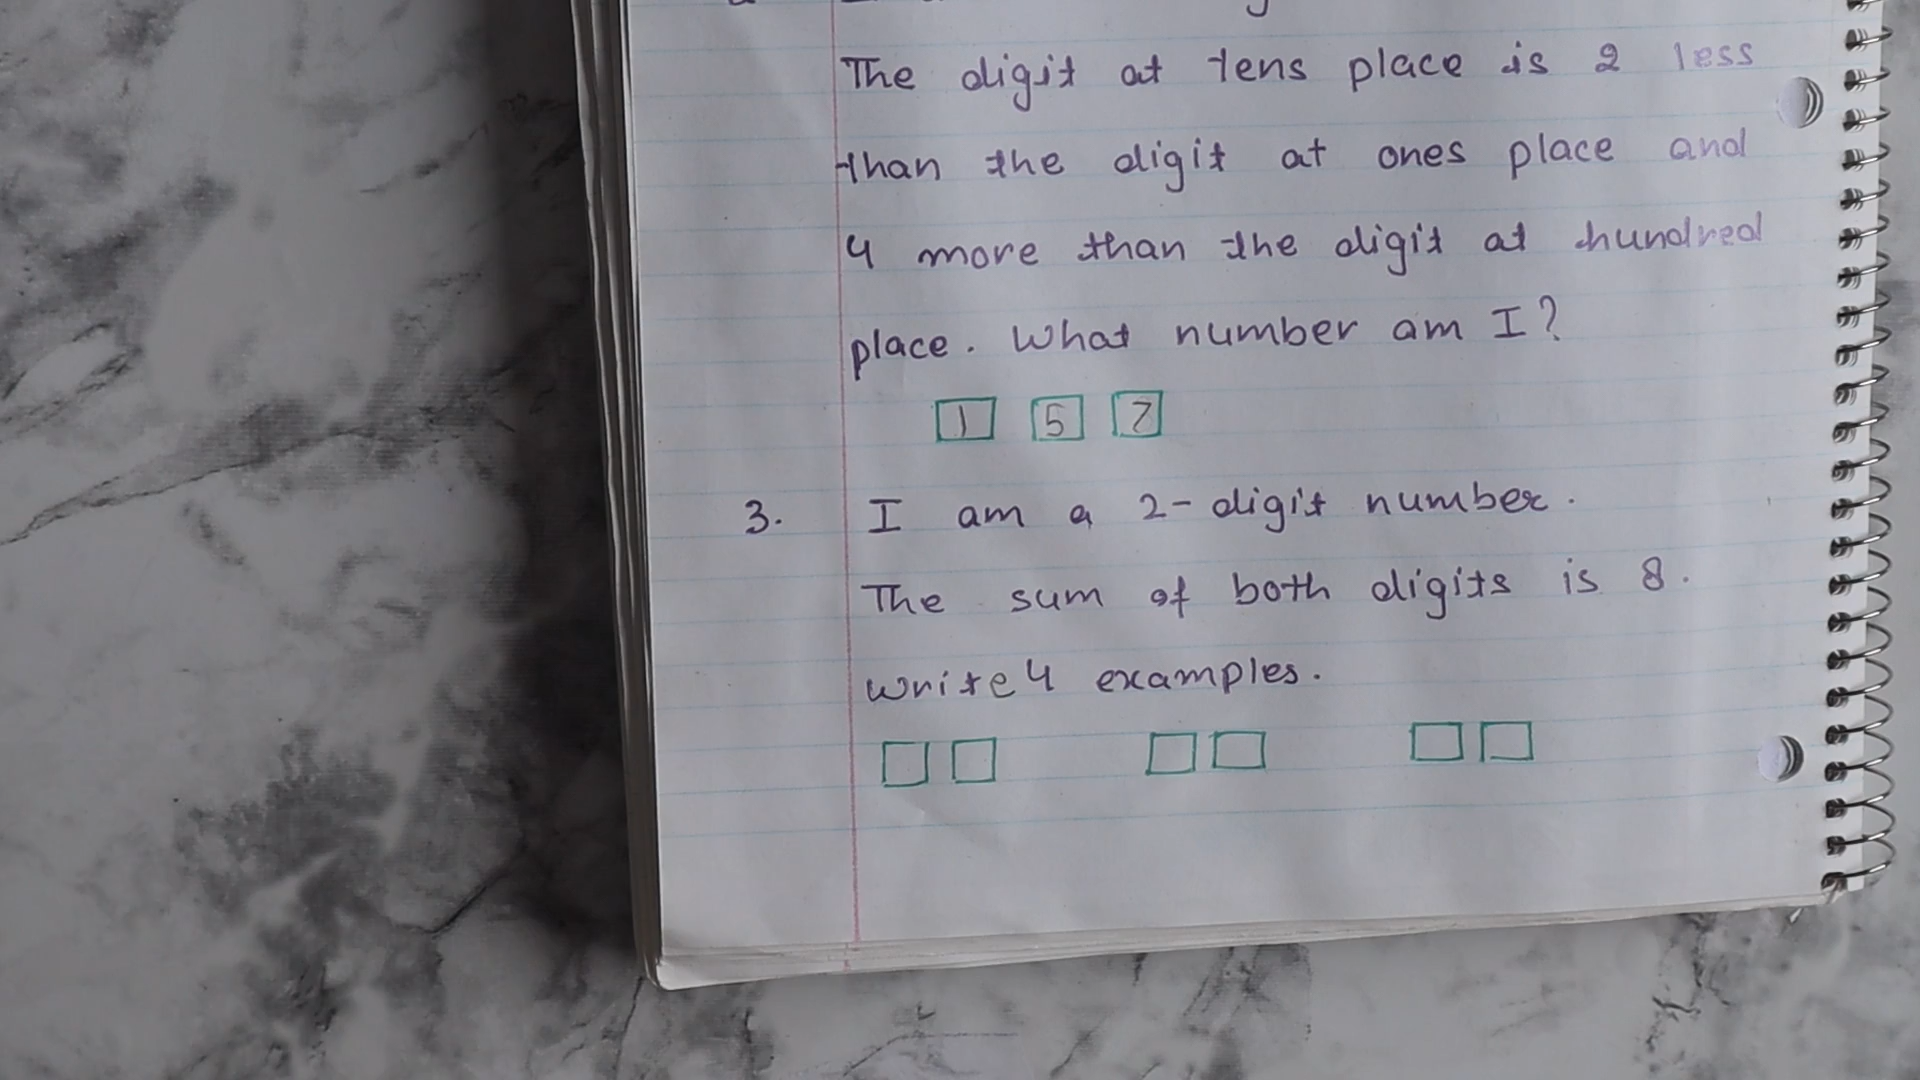 The digit at tens place is 2 less
than the digit at ones place and
4 more than the digit at hundred
place. What number am I?
1 5 7
3. I am a 2-digit number.
The sum of both digits is 8.
write 4 examples.